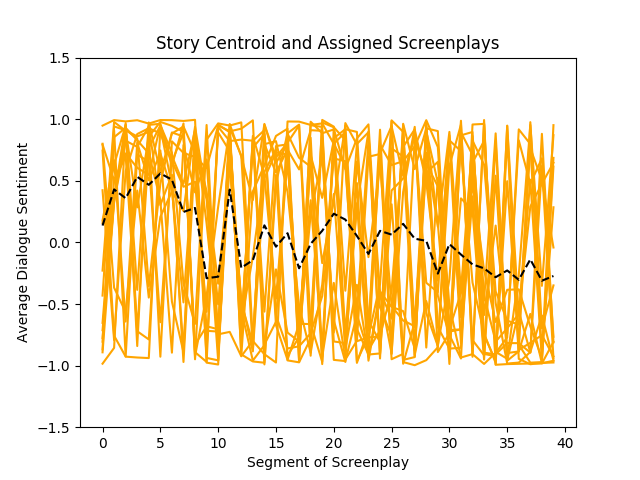 Story Centroid and Assigned Screenplays
Average Dialogue Sentiment
1.5
1.0
0.5
0.0
−0.5
−1.0
−1.5
0 5 10 15 20 25 30 35 40
Segment of Screenplay